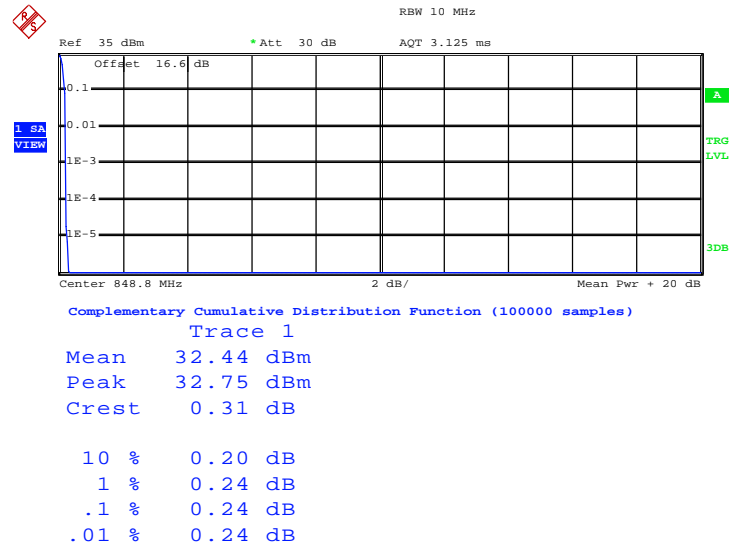 RBW 10 MHz
R S
Ref 35 dBm *Att 30 dB AQT 3.125 ms
Offset 16.6 dB
0.1
A
1 SA
VIEW
0.01
TRG
LVL
1E-3
1E-4
1E-5
3DB
Center 848.8 MHz 2 dB/ Mean Pwr + 20 dB
Complementary Cumulative Distribution Function (100000 samples)
Trace 1
Mean 32.44 dBm
Peak 32.75 dBm
Crest 0.31 dB
10 % 0.20 dB
1 % 0.24 dB
.1 % 0.24 dB
.01 % 0.24 dB